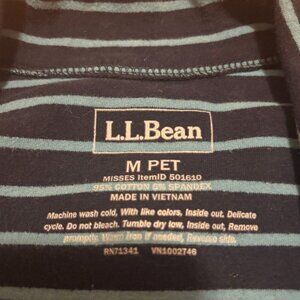 L.L.Bean
M PET
MISSES ItemID 501610
95% COTTON 5% SPANDEX
MADE IN VIETNAM
Machine wash cold, With like colors, Inside out. Delicate
cycle. Do not bleach. Tumble dry low, Inside out, Remove
promptly. Warm iron if needed, Reverse side.
RN71341 VN1002746